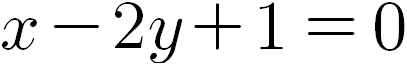 x − 2y + 1 = 0